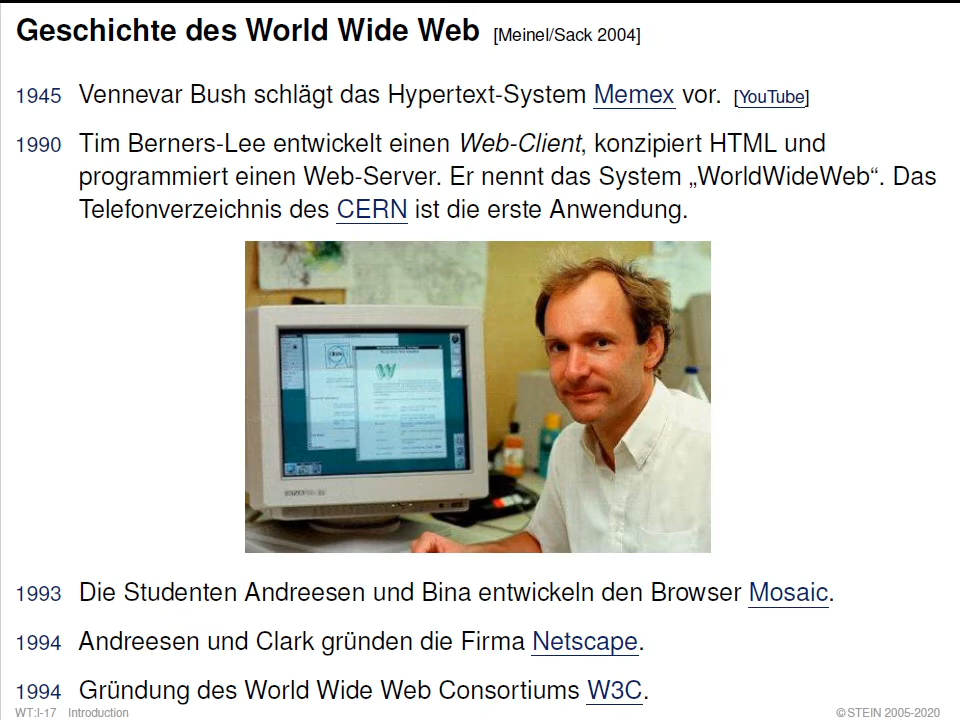 Geschichte des World Wide Web [Meinel/Sack 2004]
1945 Vennevar Bush schlägt das Hypertext-System Memex vor. [YouTube]
1990 Tim Berners-Lee entwickelt einen Web-Client, konzipiert HTML und
programmiert einen Web-Server. Er nennt das System „WorldWideWeb“. Das
Telefonverzeichnis des CERN ist die erste Anwendung.
1993 Die Studenten Andreesen und Bina entwickeln den Browser Mosaic.
1994 Andreesen und Clark gründen die Firma Netscape.
1994 Gründung des World Wide Web Consortiums W3C.
WT:I-17 Introduction ©STEIN 2005-2020